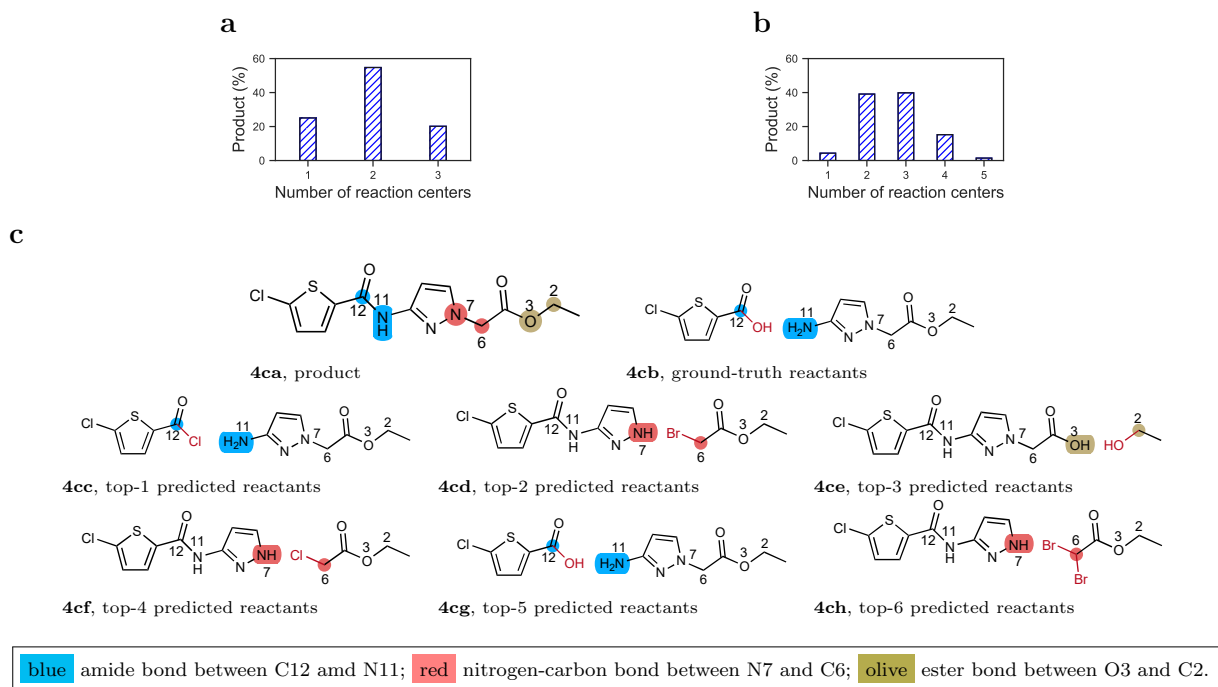 a
60
40
20
0
Product (%)
1 2 3
Number of reaction centers
b
60
40
20
0
Product (%)
1 2 3 4 5
Number of reaction centers
c
Cl S O 12 11 N H N N 7 6 O 3 O 2
4ca, product
Cl S O 12 OH 11 H₂N N N 7 6 O 3 O 2
4cb, ground-truth reactants
Cl S O 12 Cl 11 H₂N N N 7 6 O 3 O 2
4cc, top-1 predicted reactants
Cl S O 12 11 N H N NH 7 Br 6 O 3 O 2
4cd, top-2 predicted reactants
Cl S O 12 11 N H N N 7 6 O 3 OH HO 2
4ce, top-3 predicted reactants
Cl S O 12 11 N H N NH 7 Cl 6 O 3 O 2
4cf, top-4 predicted reactants
Cl S O 12 OH 11 H₂N N N 7 6 O 3 O 2
4cg, top-5 predicted reactants
Cl S O 12 11 N H N NH 7 Br 6 Br O 3 O 2
4ch, top-6 predicted reactants
blue amide bond between C12 amd N11; red nitrogen-carbon bond between N7 and C6; olive ester bond between O3 and C2.